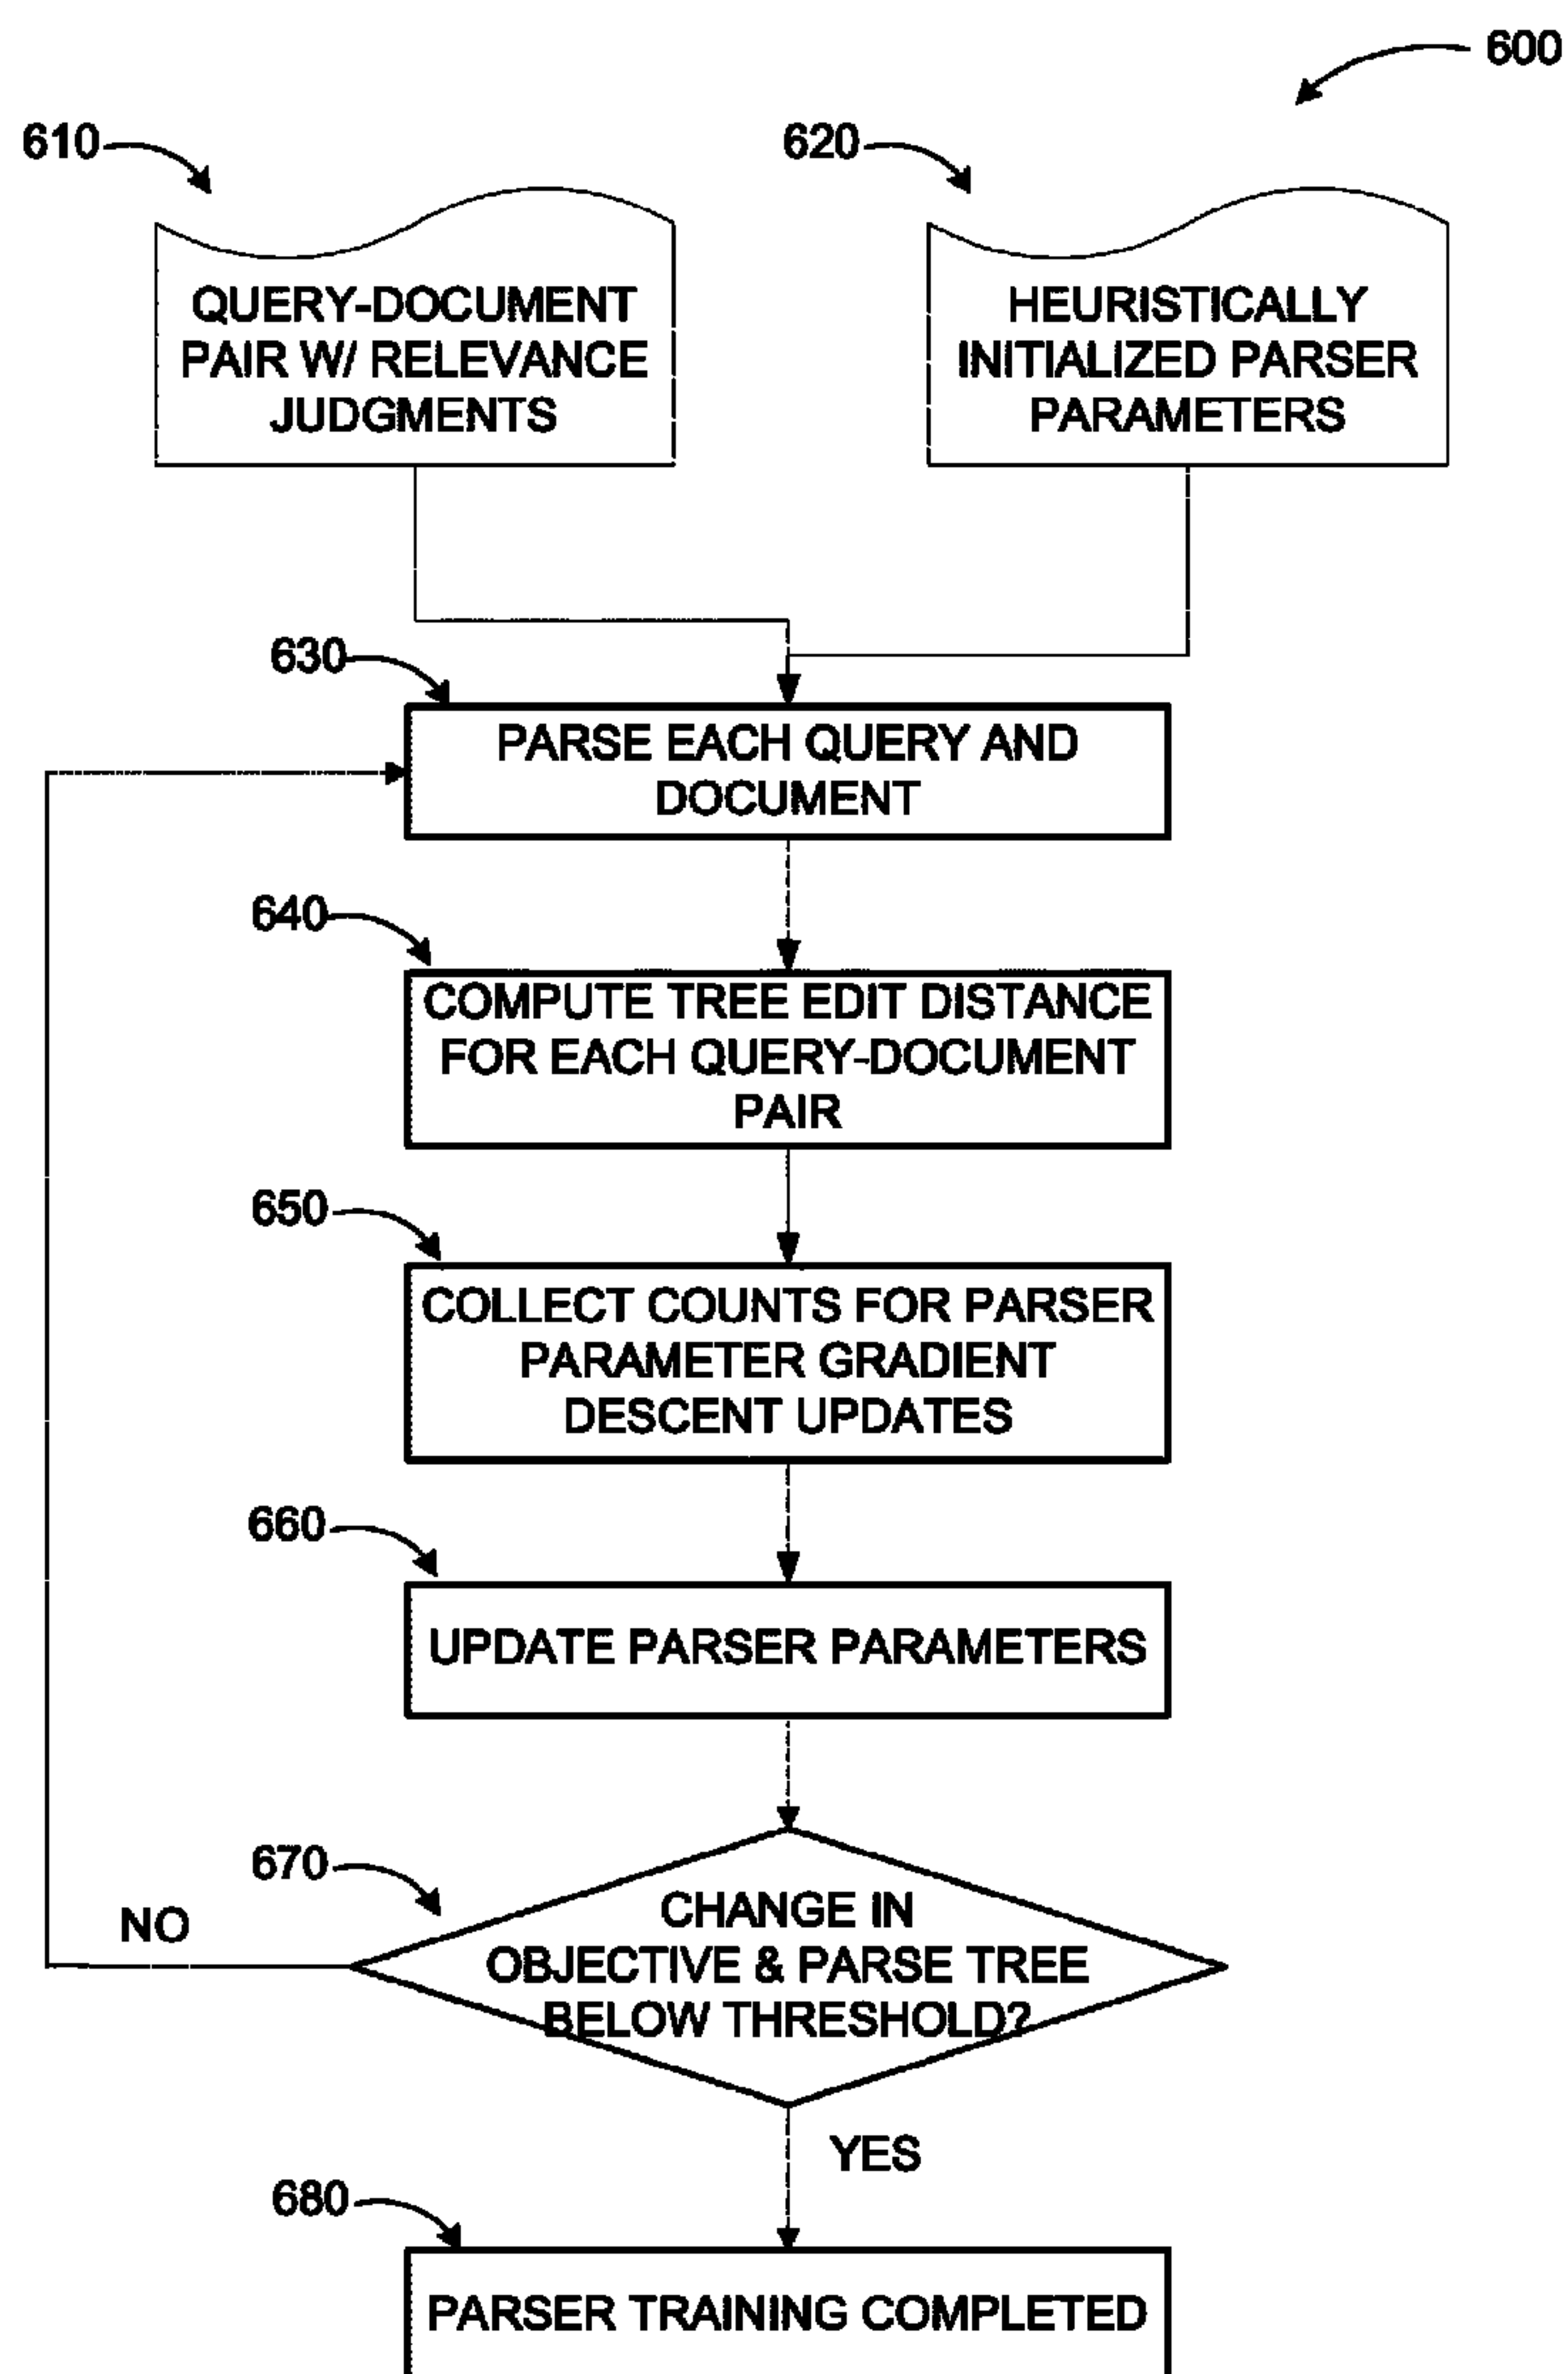 600
610
620
QUERY-DOCUMENT
PAIR W/ RELEVANCE
JUDGMENTS
HEURISTICALLY
INITIALIZED PARSER
PARAMETERS
630
PARSE EACH QUERY AND
DOCUMENT
640
COMPUTE TREE EDIT DISTANCE
FOR EACH QUERY-DOCUMENT
PAIR
650
COLLECT COUNTS FOR PARSER
PARAMETER GRADIENT
DESCENT UPDATES
660
UPDATE PARSER PARAMETERS
670
NO
CHANGE IN
OBJECTIVE & PARSE TREE
BELOW THRESHOLD?
YES
680
PARSER TRAINING COMPLETED